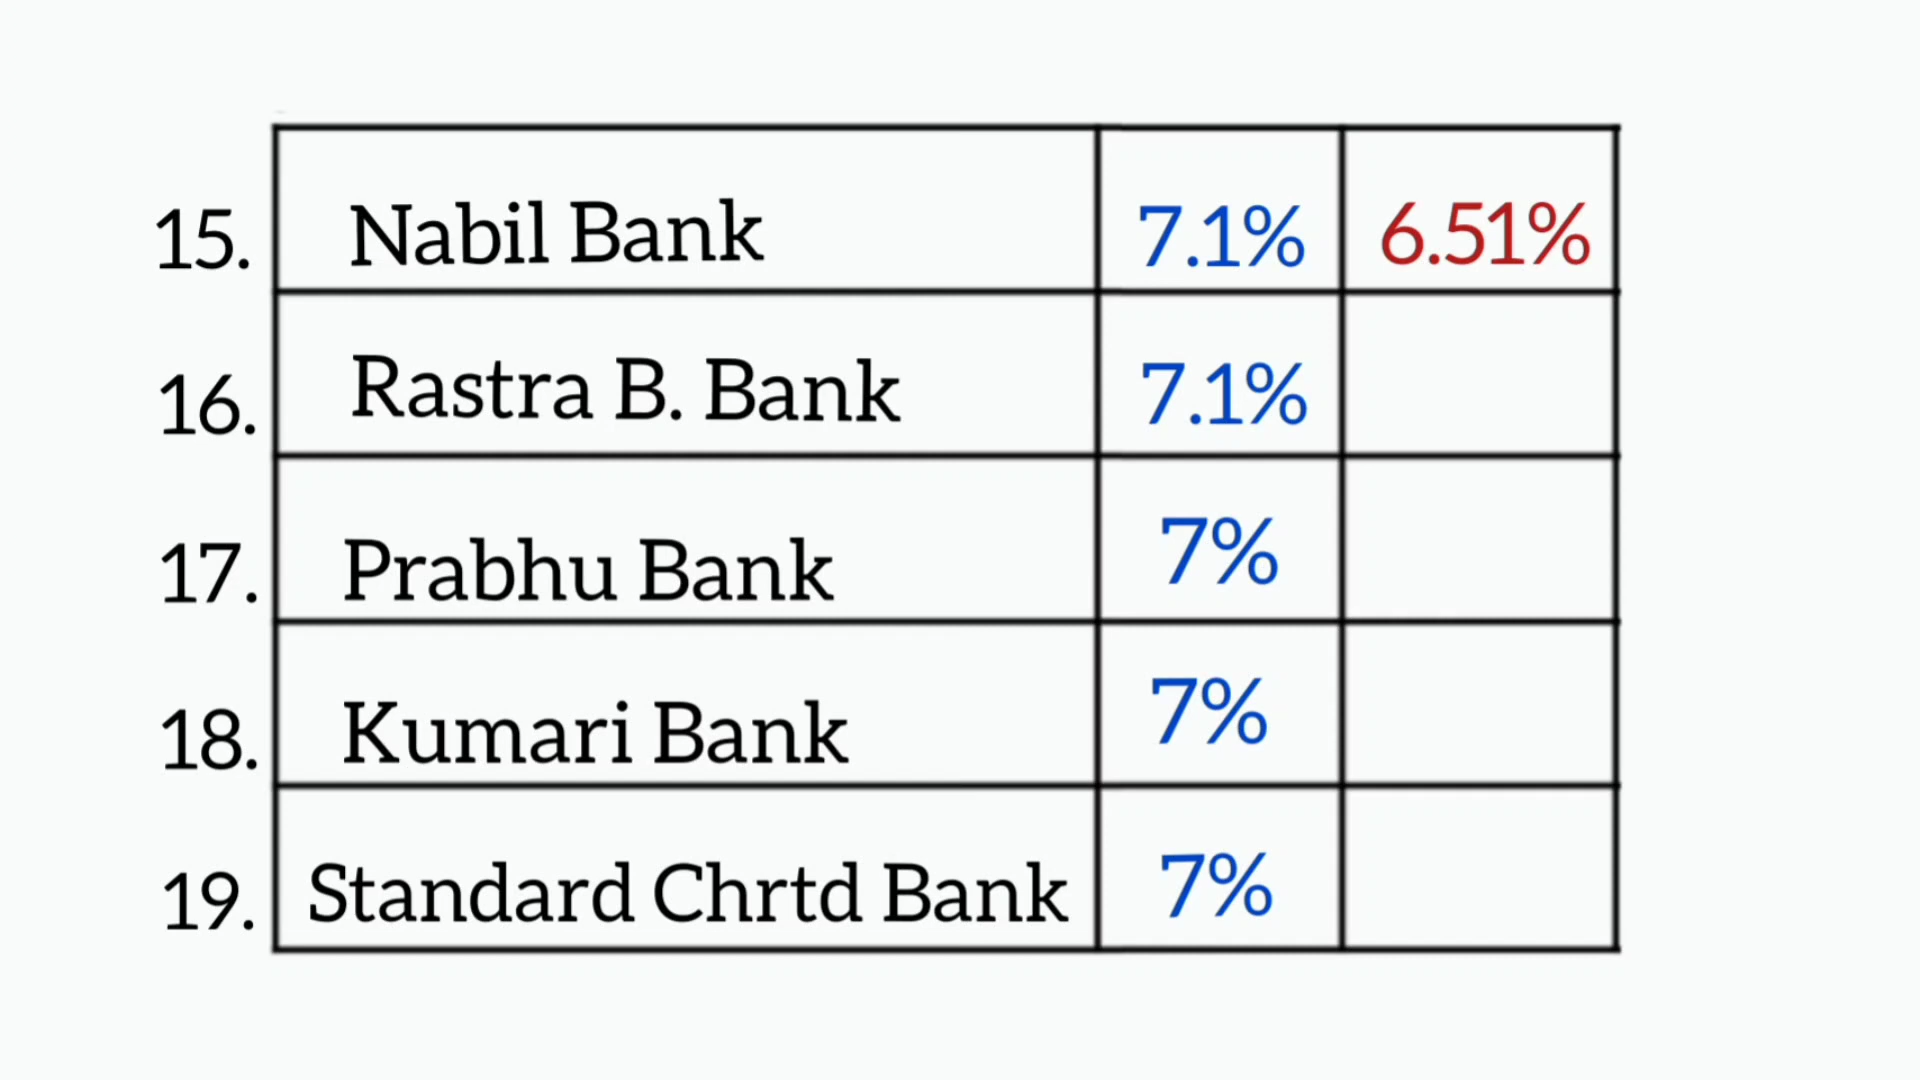 15. Nabil Bank 7.1% 6.51%
16. Rastra B. Bank 7.1%
17. Prabhu Bank 7%
18. Kumari Bank 7%
19. Standard Chrtd Bank 7%